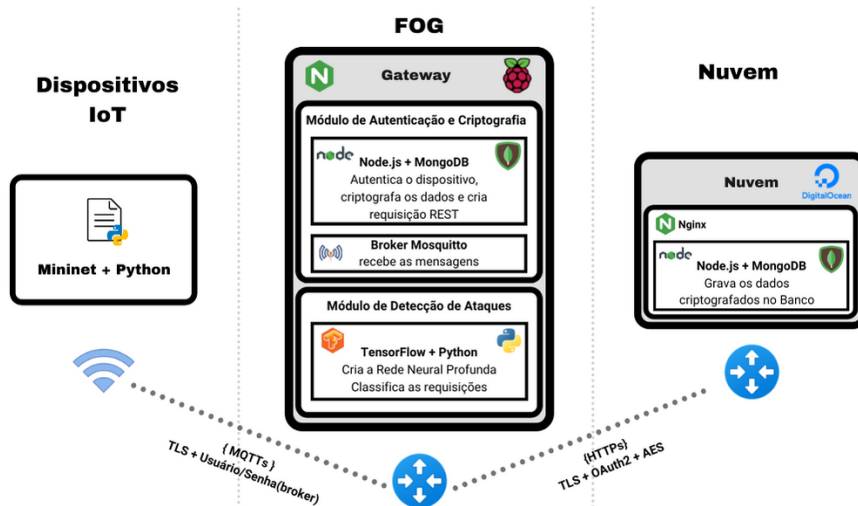 FOG
Dispositivos
IoT
Mininet + Python
Gateway
Módulo de Autenticação e Criptografia
node
Node.js + MongoDB
Autentica o dispositivo,
criptografa os dados e cria
requisição REST
Broker Mosquitto
recebe as mensagens
Módulo de Detecção de Ataques
TensorFlow + Python
Cria a Rede Neural Profunda
Classifica as requisições
Nuvem
Nuvem
DigitalOcean
Nginx
node
Node.js + MongoDB
Grava os dados
criptografados no Banco
{ MQTTs }
TLS + Usuário/Senha(broker)
{HTTPs}
TLS + OAuth2 + AES